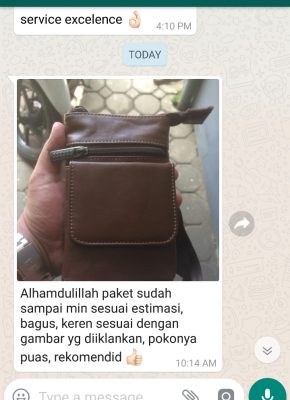 service excelence 👌🏻
4:10 PM
TODAY
Alhamdulillah paket sudah
sampai min sesuai estimasi,
bagus, keren sesuai dengan
gambar yg diiklankan, pokonya
puas, rekomendid 👍🏻
10:14 AM
Type a message